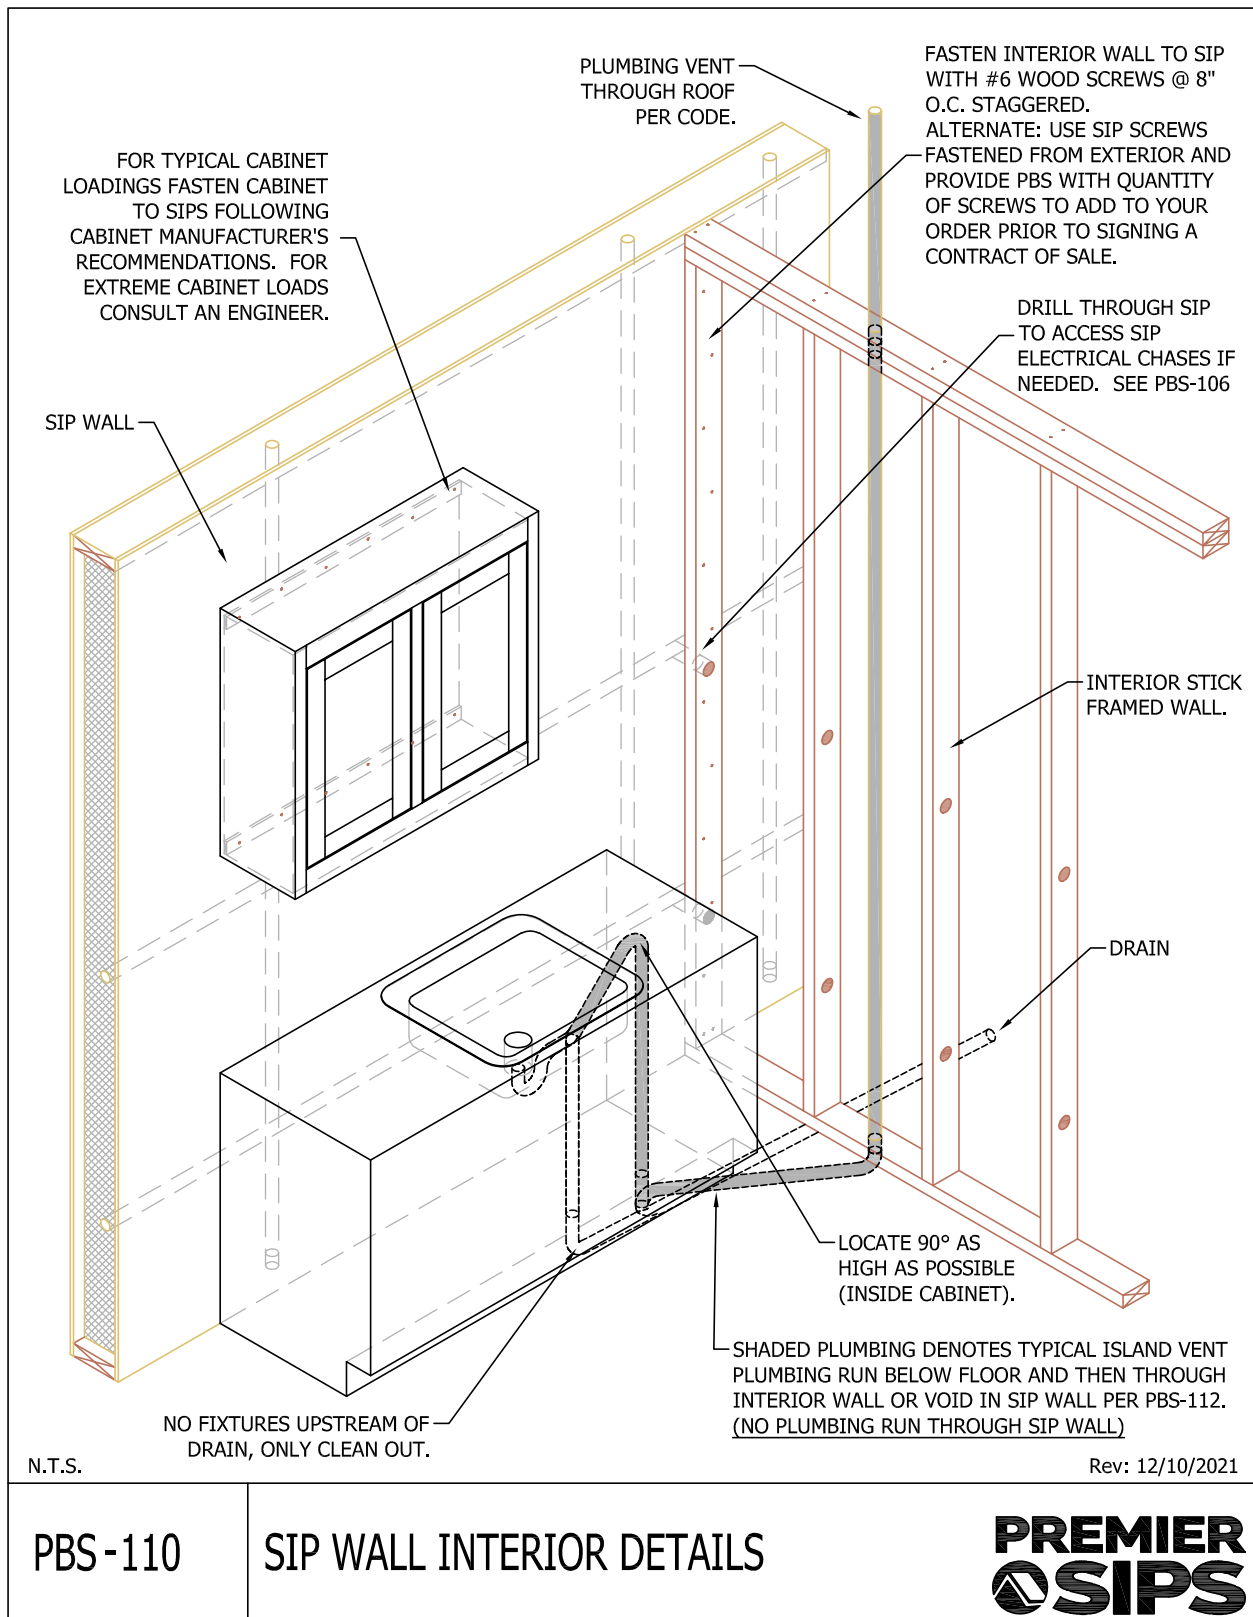 PLUMBING VENT
THROUGH ROOF
PER CODE.
FASTEN INTERIOR WALL TO SIP
WITH #6 WOOD SCREWS @ 8"
O.C. STAGGERED.
ALTERNATE: USE SIP SCREWS
FASTENED FROM EXTERIOR AND
PROVIDE PBS WITH QUANTITY
OF SCREWS TO ADD TO YOUR
ORDER PRIOR TO SIGNING A
CONTRACT OF SALE.
FOR TYPICAL CABINET
LOADINGS FASTEN CABINET
TO SIPS FOLLOWING
CABINET MANUFACTURER'S
RECOMMENDATIONS. FOR
EXTREME CABINET LOADS
CONSULT AN ENGINEER.
DRILL THROUGH SIP
TO ACCESS SIP
ELECTRICAL CHASES IF
NEEDED. SEE PBS-106
SIP WALL
INTERIOR STICK
FRAMED WALL.
DRAIN
LOCATE 90° AS
HIGH AS POSSIBLE
(INSIDE CABINET).
SHADED PLUMBING DENOTES TYPICAL ISLAND VENT
PLUMBING RUN BELOW FLOOR AND THEN THROUGH
INTERIOR WALL OR VOID IN SIP WALL PER PBS-112.
(NO PLUMBING RUN THROUGH SIP WALL)
NO FIXTURES UPSTREAM OF
DRAIN, ONLY CLEAN OUT.
N.T.S.
Rev: 12/10/2021
PBS-110
SIP WALL INTERIOR DETAILS
PREMIER
SIPS